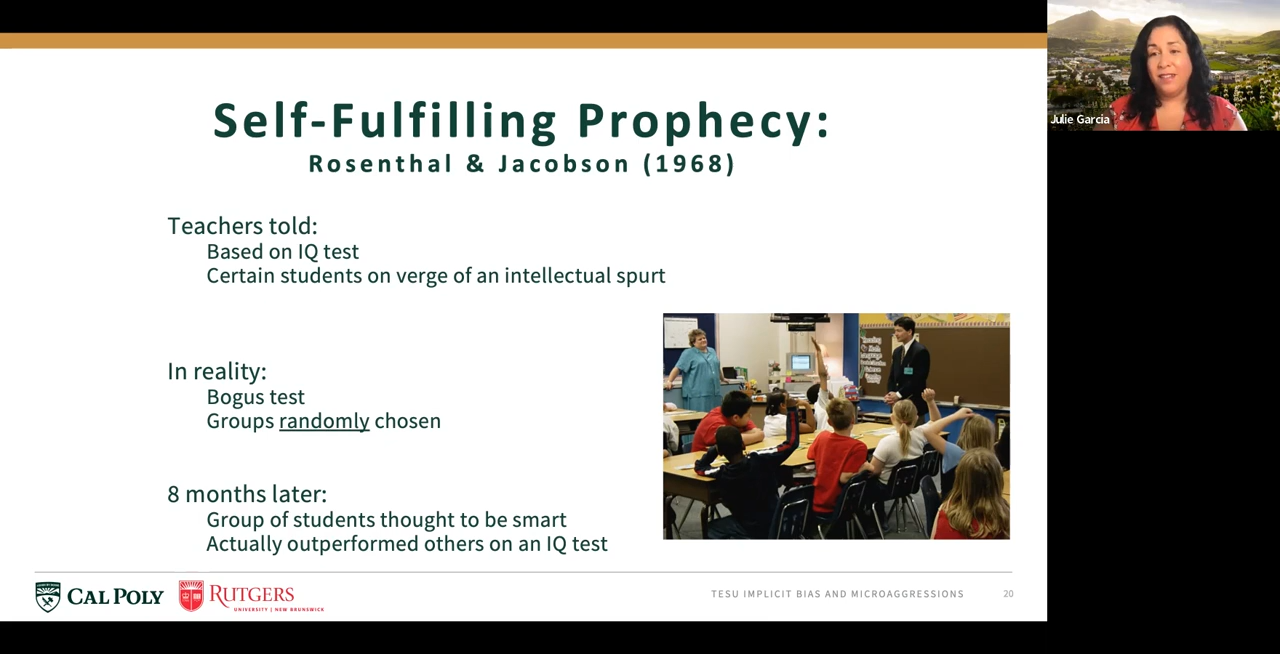 Self-Fulfilling Prophecy:
Rosenthal & Jacobson (1968)
Teachers told:
Based on IQ test
Certain students on verge of an intellectual spurt
In reality:
Bogus test
Groups randomly chosen
8 months later:
Group of students thought to be smart
Actually outperformed others on an IQ test
CAL POLY
RUTGERS
UNIVERSITY | NEW BRUNSWICK
TESU IMPLICIT BIAS AND MICROAGGRESSIONS
20
Julie Garcia